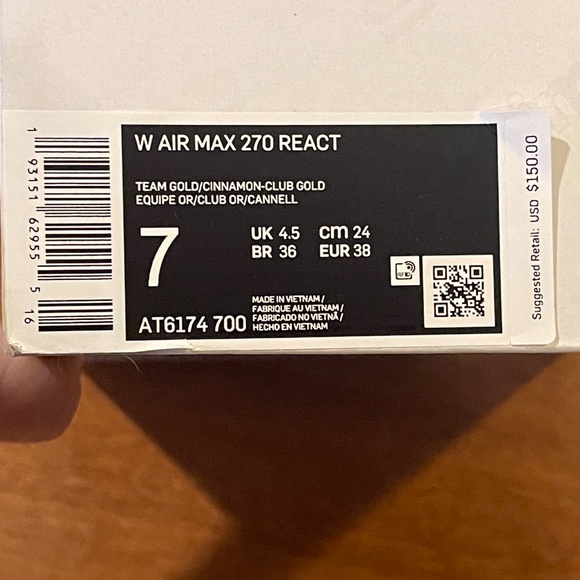 W AIR MAX 270 REACT
TEAM GOLD/CINNAMON-CLUB GOLD
EQUIPE OR/CLUB OR/CANNELL
7
UK 4.5 cm 24
BR 36 EUR 38
AT6174 700
MADE IN VIETNAM /
FABRIQUE AU VIETNAM /
FABRICADO NO VIETNÃ /
HECHO EN VIETNAM
1 93151 62955 5 16
Suggested Retail: USD $150.00